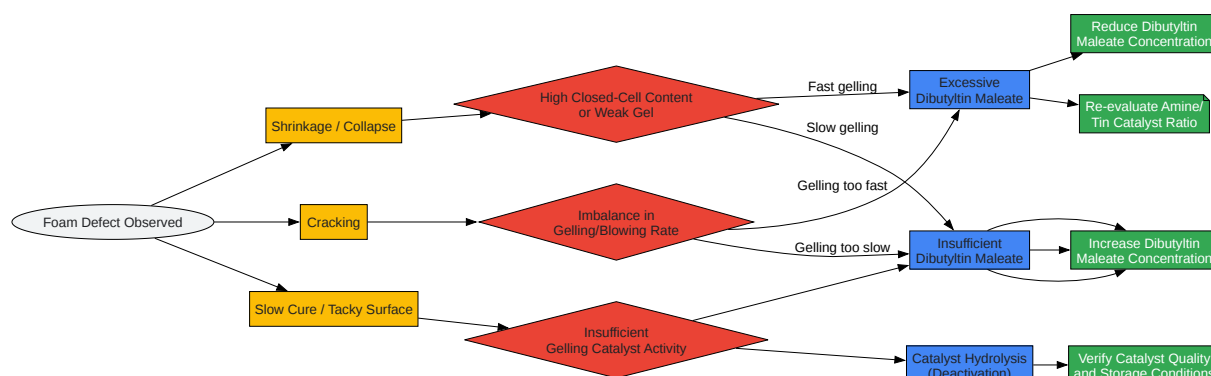 Foam Defect Observed
Shrinkage / Collapse
Cracking
Slow Cure / Tacky Surface
High Closed-Cell Content
or Weak Gel
Imbalance in
Gelling/Blowing Rate
Insufficient
Gelling Catalyst Activity
Fast gelling
Slow gelling
Gelling too fast
Gelling too slow
Excessive
Dibutyltin Maleate
Insufficient
Dibutyltin Maleate
Catalyst Hydrolysis
(Deactivation)
Reduce Dibutyltin
Maleate Concentration
Re-evaluate Amine/
Tin Catalyst Ratio
Increase Dibutyltin
Maleate Concentration
Verify Catalyst Quality
and Storage Conditions